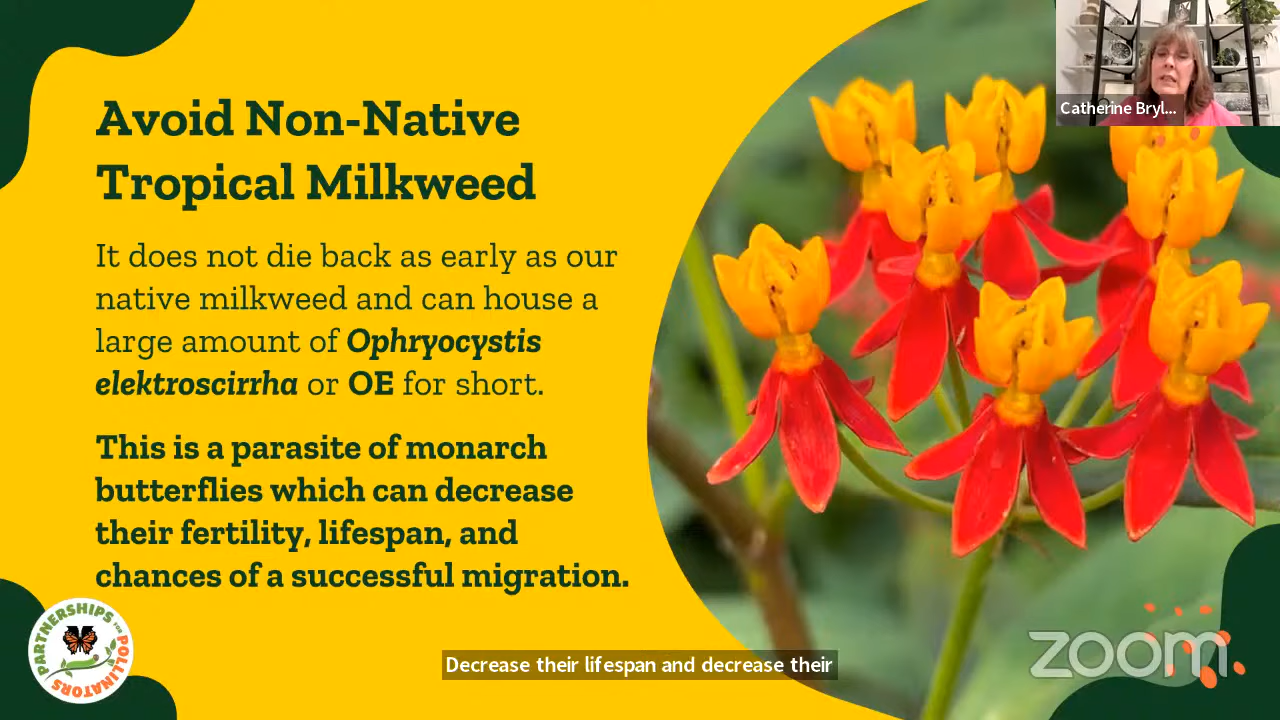 Catherine Bryl...
Avoid Non-Native
Tropical Milkweed
It does not die back as early as our
native milkweed and can house a
large amount of Ophryocystis
elektroscirrha or OE for short.
This is a parasite of monarch
butterflies which can decrease
their fertility, lifespan, and
chances of a successful migration.
PARTNERSHIPS FOR POLLINATORS
Decrease their lifespan and decrease their
zoom